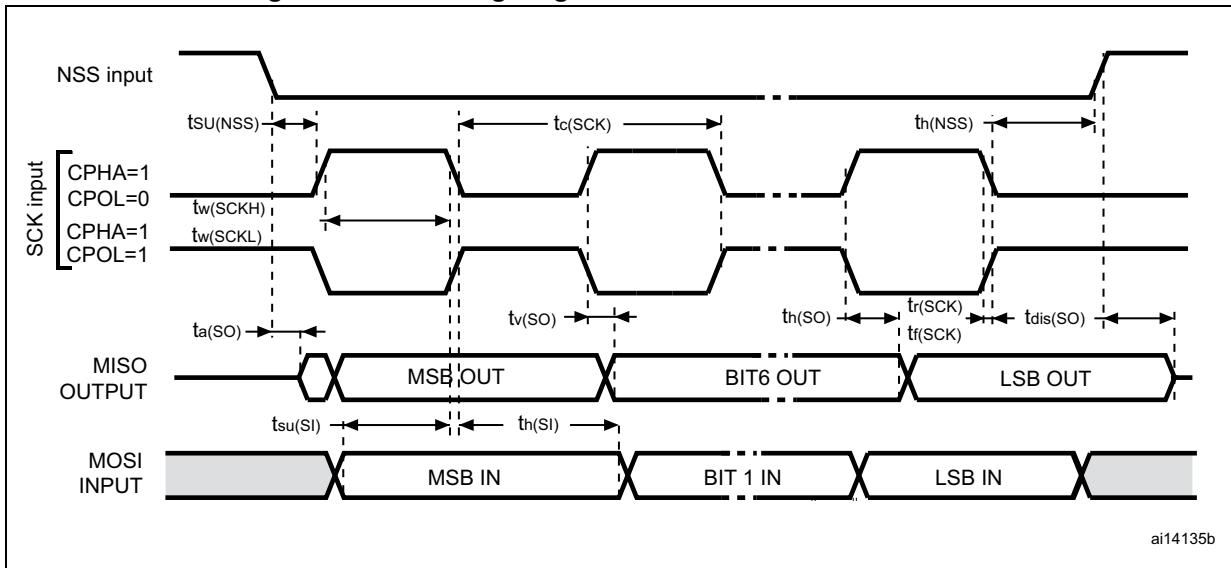 NSS input
tSU(NSS)
tc(SCK)
th(NSS)
SCK input
CPHA=1
CPOL=0
tw(SCKH)
CPHA=1
tw(SCKL)
CPOL=1
ta(SO)
tv(SO)
th(SO)
tr(SCK)
tf(SCK)
tdis(SO)
MISO
OUTPUT
MSB OUT
BIT6 OUT
LSB OUT
tsu(SI)
th(SI)
MOSI
INPUT
MSB IN
BIT 1 IN
LSB IN
ai14135b